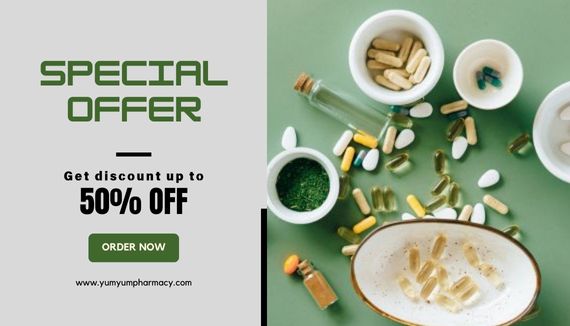 SPECIAL
OFFER
Get discount up to
50% OFF
ORDER NOW
www.yumyumpharmacy.com